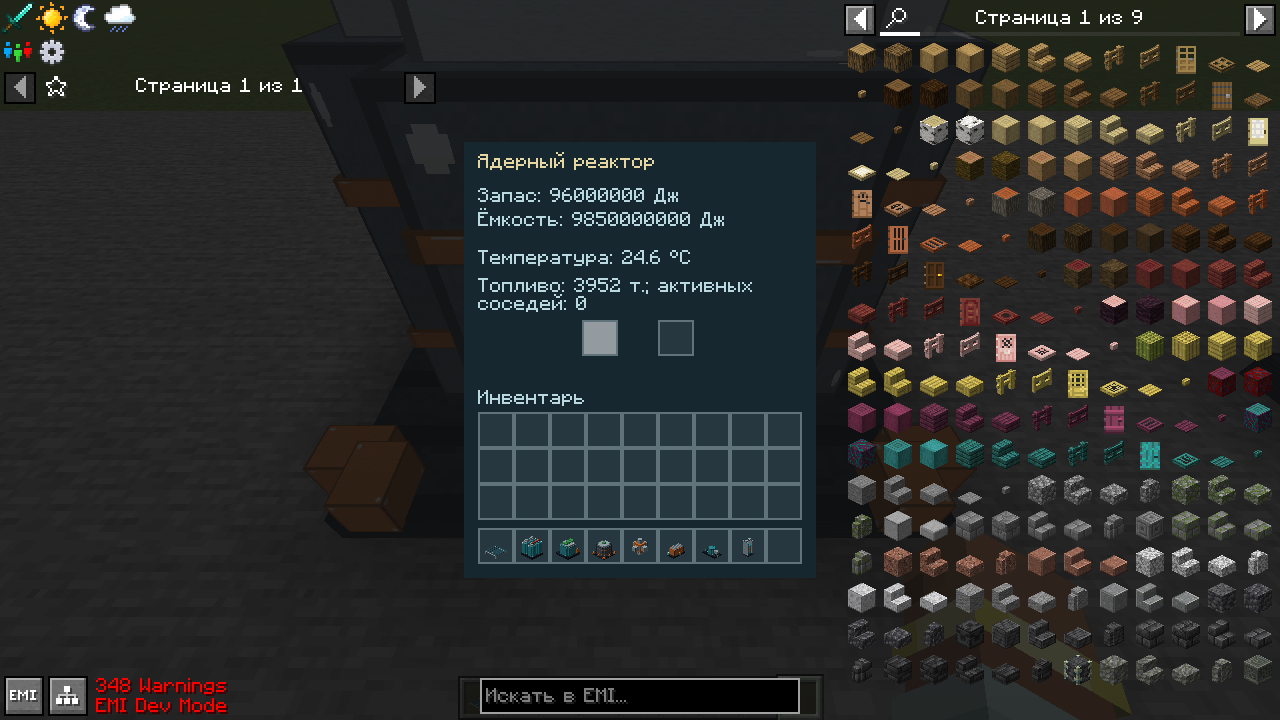 Страница 1 из 9
Страница 1 из 1
Ядерный реактор
Запас: 96000000 Дж
Ёмкость: 9850000000 Дж
Температура: 24.6 °C
Топливо: 3952 т.; активных
соседей: 0
Инвентарь
EMI
348 Warnings
EMI Dev Mode
Искать в EMI...